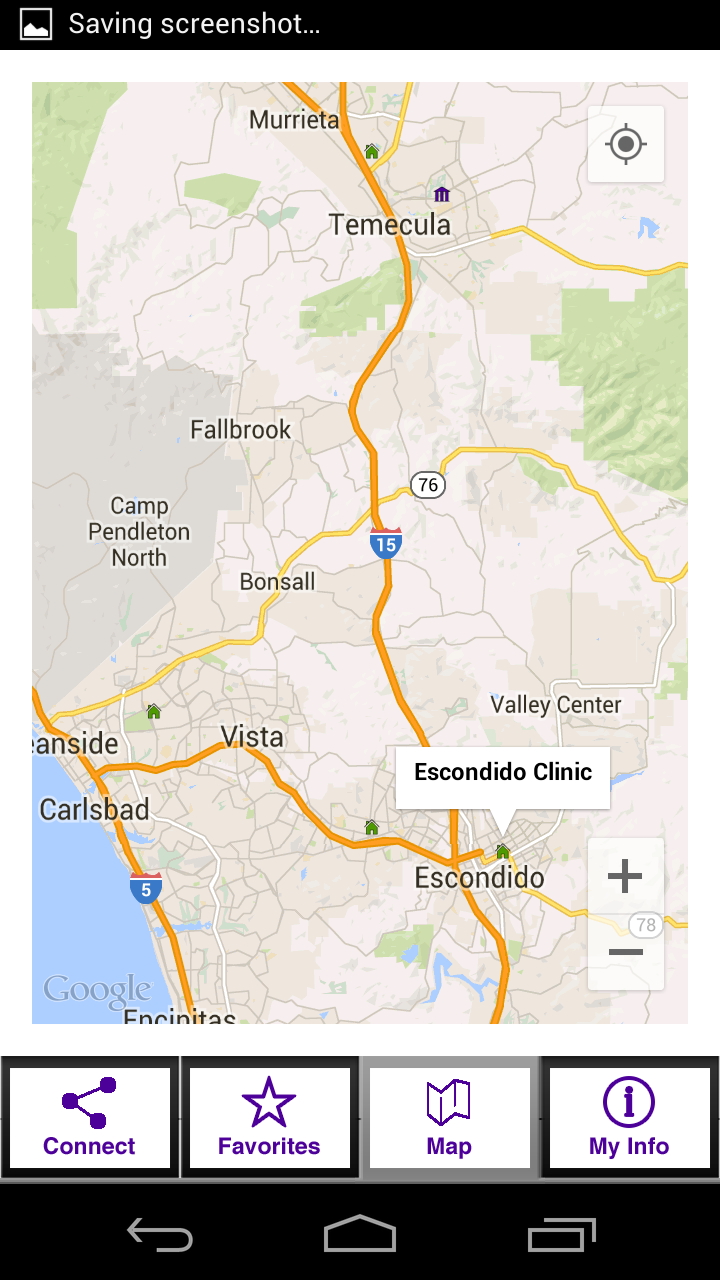 Saving screenshot...
Murrieta
Temecula
Fallbrook
76
Camp
Pendleton
North
15
Bonsall
Valley Center
eanside
Vista
Escondido Clinic
Carlsbad
Escondido
5
78
Google
Encinitas
Connect
Favorites
Map
My Info